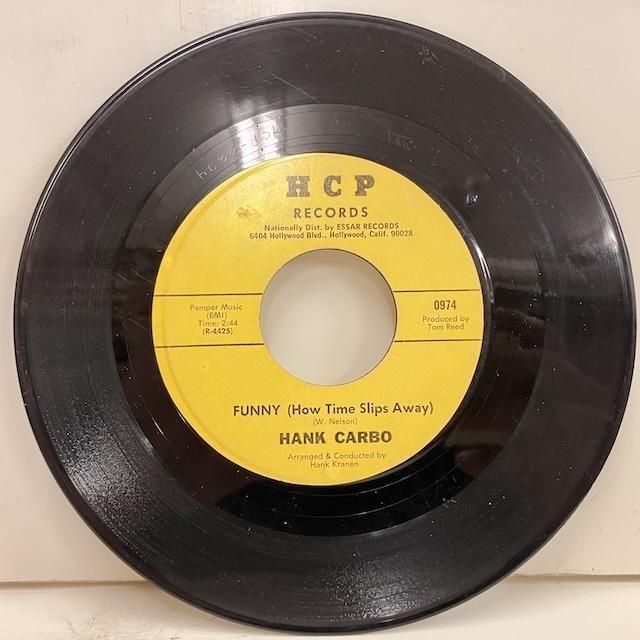 H C P
RECORDS
Nationally Dist. by ESSAR RECORDS
6404 Hollywood Blvd., Hollywood, Calif. 90028
Pamper Music
(BMI)
Time: 2:44
(R-4425)
0974
Produced by
Tom Reed
FUNNY (How Time Slips Away)
(W. Nelson)
HANK CARBO
Arranged & Conducted by
Hank Kranen